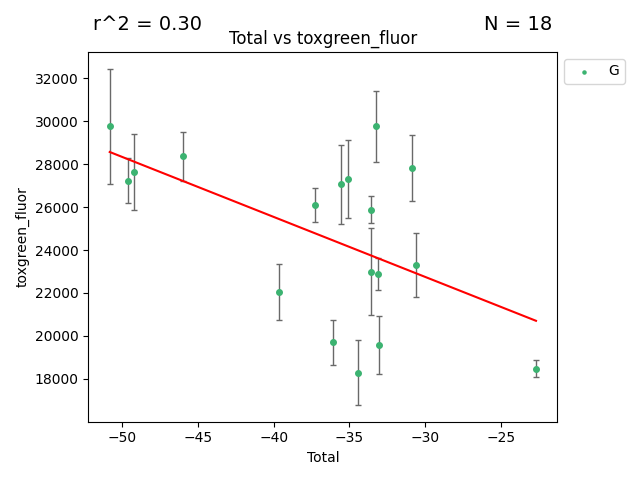 r^2 = 0.30
N = 18
Total vs toxgreen_fluor
G
toxgreen_fluor
32000
30000
28000
26000
24000
22000
20000
18000
−50
−45
−40
−35
−30
−25
Total